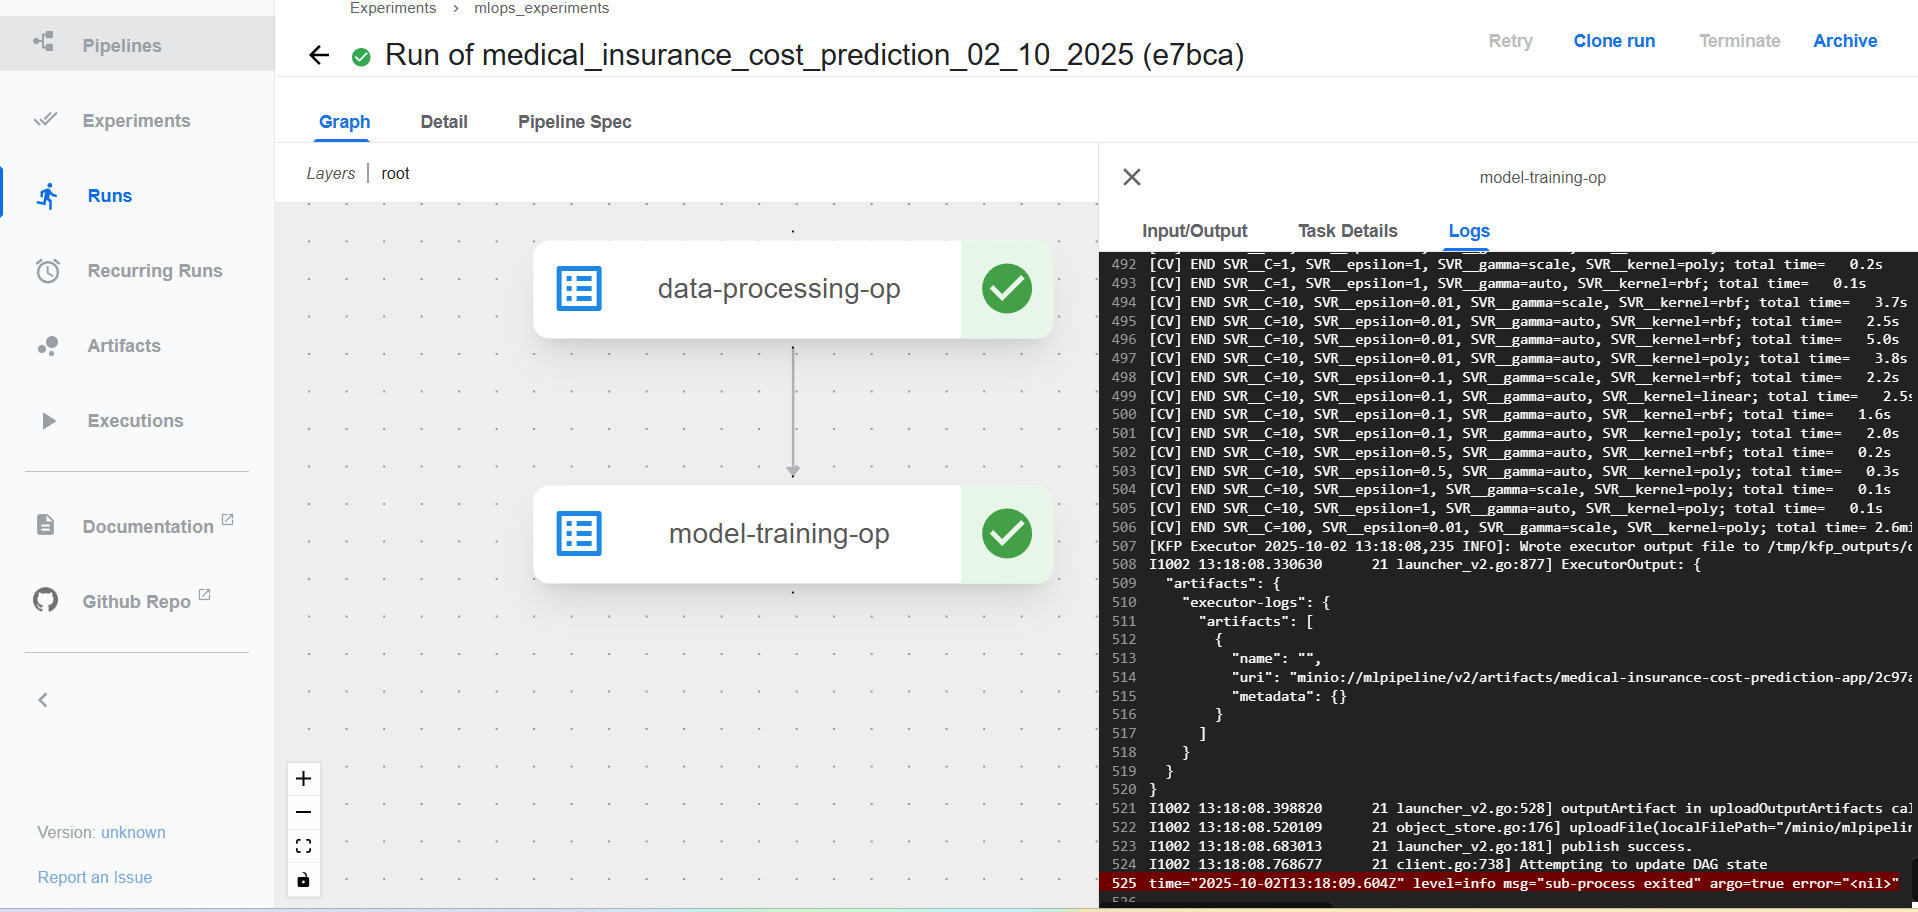 Experiments > mlops_experiments
Run of medical_insurance_cost_prediction_02_10_2025 (e7bca)
Retry Clone run Terminate Archive
Pipelines
Experiments
Runs
Recurring Runs
Artifacts
Executions
Documentation
Github Repo
Version: unknown
Report an Issue
Graph Detail Pipeline Spec
Layers | root
data-processing-op
model-training-op
model-training-op
Input/Output Task Details Logs
492 [CV] END SVR__C=1, SVR__epsilon=1, SVR__gamma=scale, SVR__kernel=poly; total time=   0.2s
493 [CV] END SVR__C=1, SVR__epsilon=1, SVR__gamma=auto, SVR__kernel=rbf; total time=   0.1s
494 [CV] END SVR__C=10, SVR__epsilon=0.01, SVR__gamma=scale, SVR__kernel=rbf; total time=   3.7s
495 [CV] END SVR__C=10, SVR__epsilon=0.01, SVR__gamma=auto, SVR__kernel=rbf; total time=   2.5s
496 [CV] END SVR__C=10, SVR__epsilon=0.01, SVR__gamma=auto, SVR__kernel=rbf; total time=   5.0s
497 [CV] END SVR__C=10, SVR__epsilon=0.01, SVR__gamma=auto, SVR__kernel=poly; total time=   3.8s
498 [CV] END SVR__C=10, SVR__epsilon=0.1, SVR__gamma=scale, SVR__kernel=rbf; total time=   2.2s
499 [CV] END SVR__C=10, SVR__epsilon=0.1, SVR__gamma=auto, SVR__kernel=linear; total time=   2.5s
500 [CV] END SVR__C=10, SVR__epsilon=0.1, SVR__gamma=auto, SVR__kernel=rbf; total time=   1.6s
501 [CV] END SVR__C=10, SVR__epsilon=0.1, SVR__gamma=auto, SVR__kernel=poly; total time=   2.0s
502 [CV] END SVR__C=10, SVR__epsilon=0.5, SVR__gamma=auto, SVR__kernel=rbf; total time=   0.2s
503 [CV] END SVR__C=10, SVR__epsilon=0.5, SVR__gamma=auto, SVR__kernel=poly; total time=   0.3s
504 [CV] END SVR__C=10, SVR__epsilon=1, SVR__gamma=scale, SVR__kernel=poly; total time=   0.1s
505 [CV] END SVR__C=10, SVR__epsilon=1, SVR__gamma=auto, SVR__kernel=poly; total time=   0.1s
506 [CV] END SVR__C=100, SVR__epsilon=0.01, SVR__gamma=scale, SVR__kernel=poly; total time= 2.6mi
507 [KFP Executor 2025-10-02 13:18:08,235 INFO]: Wrote executor output file to /tmp/kfp_outputs/
508 I1002 13:18:08.330630      21 launcher_v2.go:877] ExecutorOutput: {
509   "artifacts": {
510     "executor-logs": {
511       "artifacts": [
512         {
513           "name": "",
514           "uri": "minio://mlpipeline/v2/artifacts/medical-insurance-cost-prediction-app/2c97a
515           "metadata": {}
516         }
517       ]
518     }
519   }
520 }
521 I1002 13:18:08.398820      21 launcher_v2.go:528] outputArtifact in uploadOutputArtifacts cal
522 I1002 13:18:08.520109      21 object_store.go:176] uploadFile(localFilePath="/minio/mlpipelin
523 I1002 13:18:08.683013      21 launcher_v2.go:181] publish success.
524 I1002 13:18:08.768677      21 client.go:738] Attempting to update DAG state
525 time="2025-10-02T13:18:09.604Z" level=info msg="sub-process exited" argo=true error="<nil>"
526